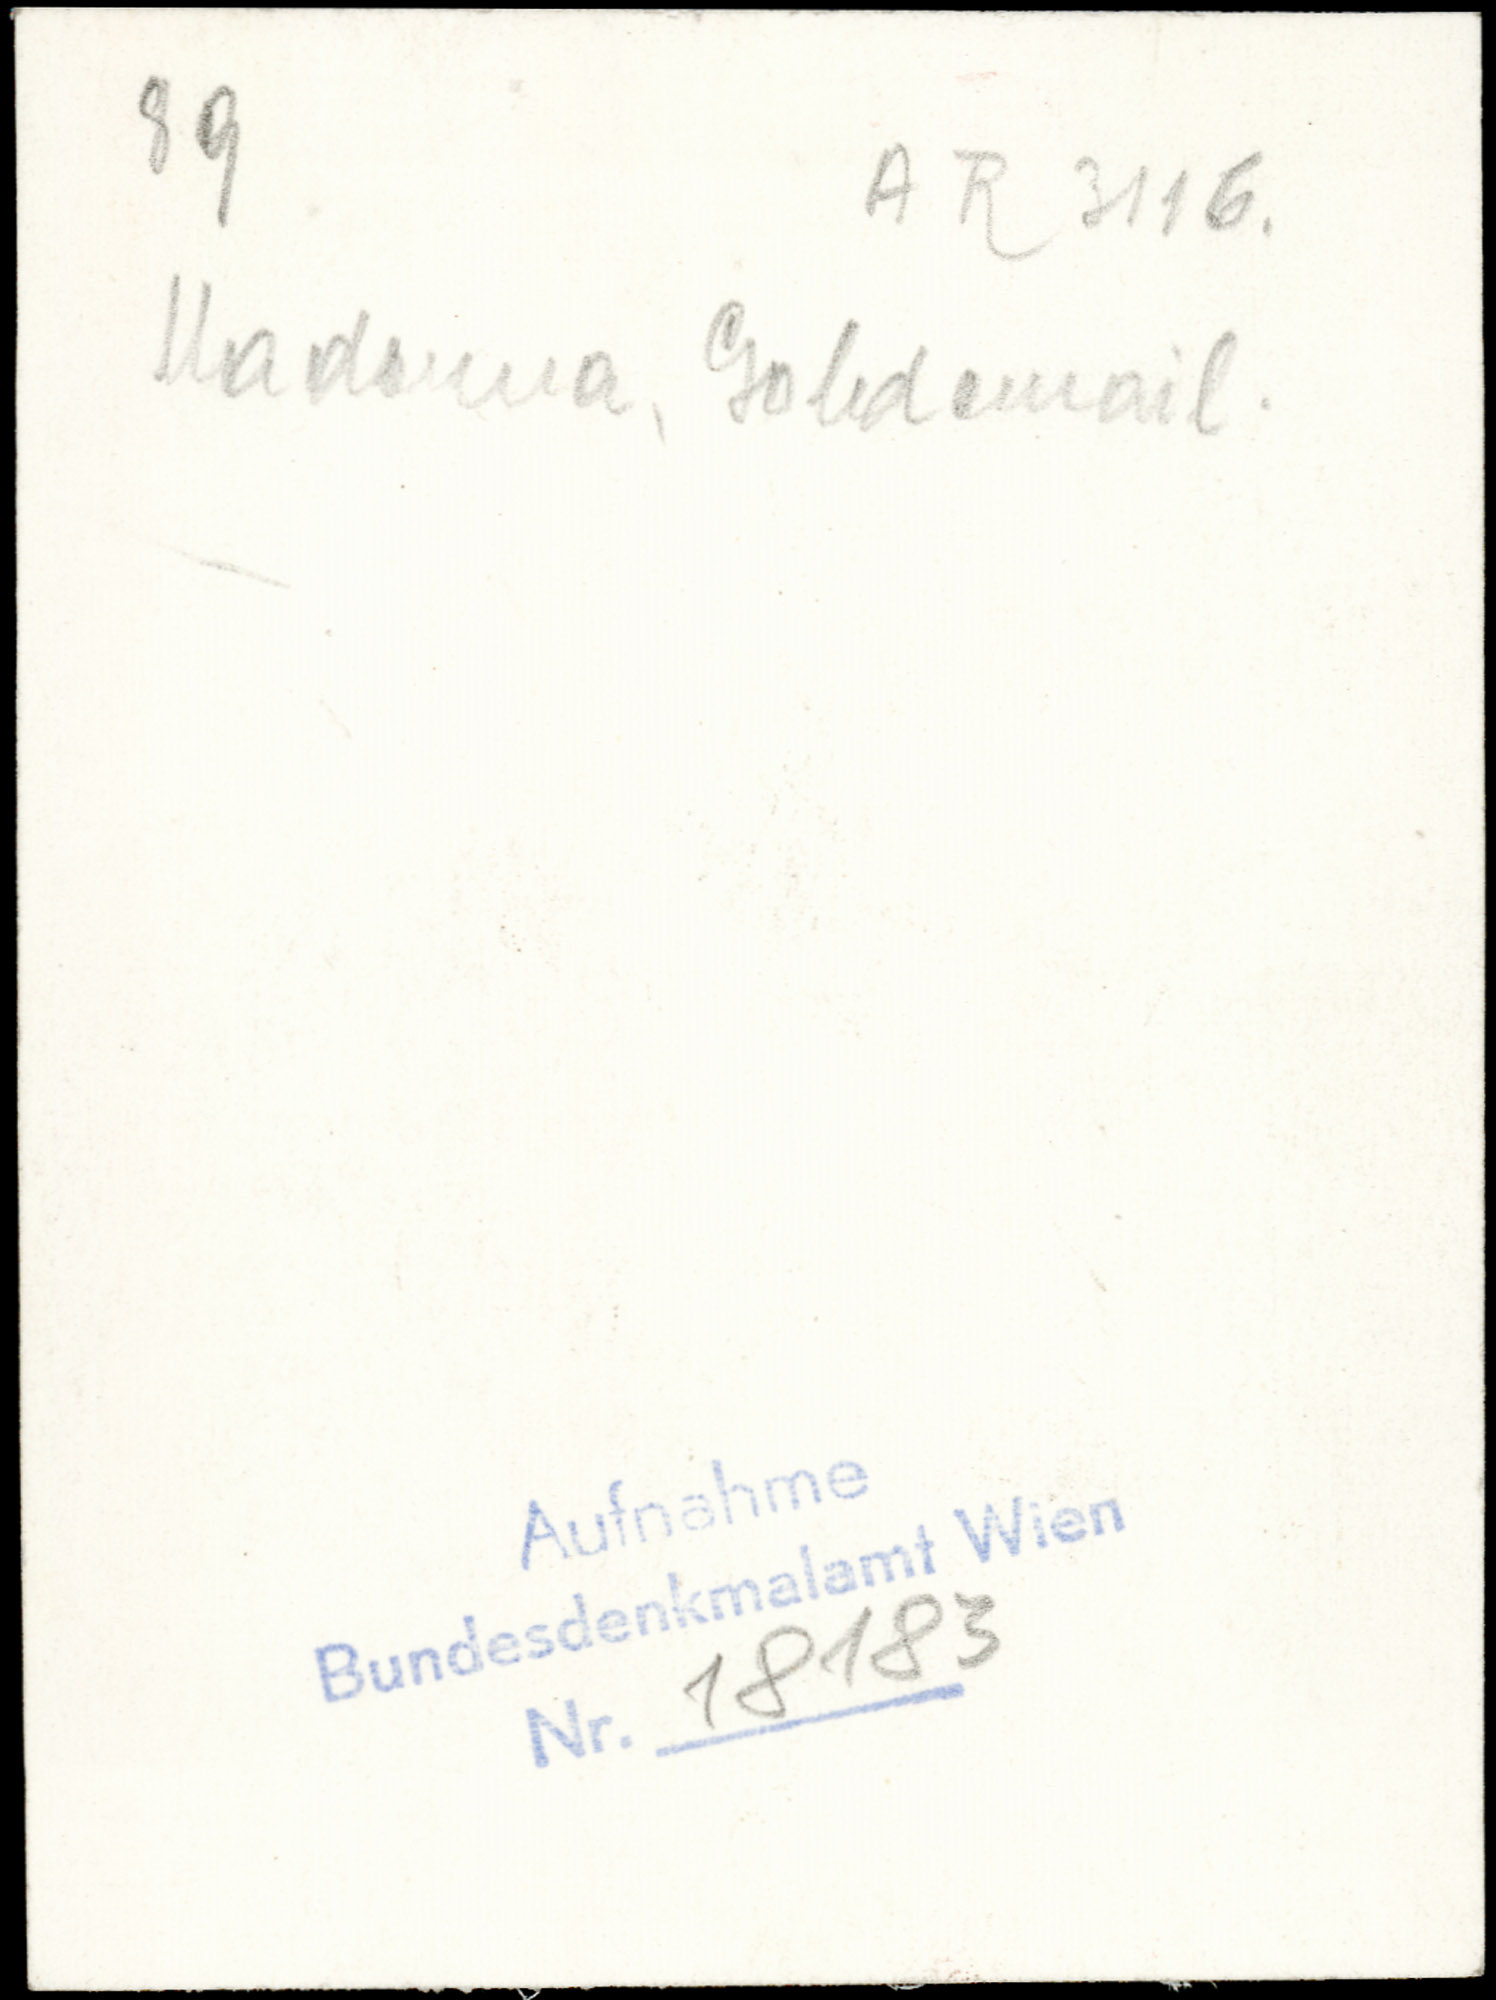 89
AR 3116.
Madonna, Goldemail.
Aufnahme
Bundesdenkmalamt Wien
Nr. 18183